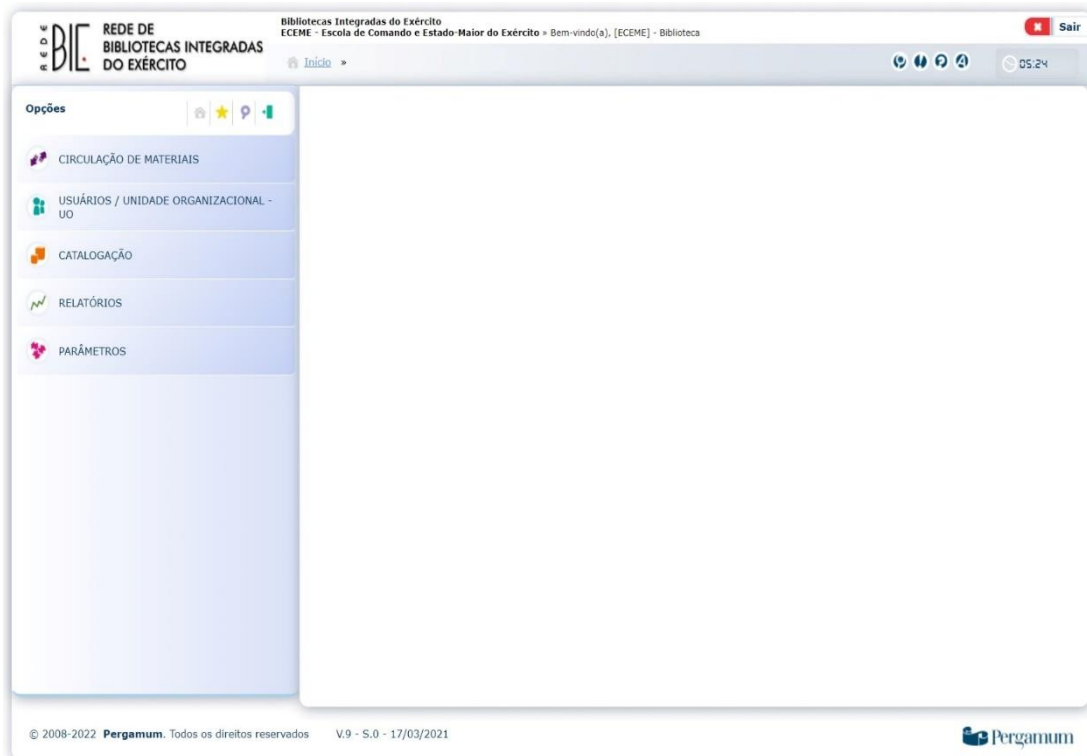 REDE
BIE.
REDE DE
BIBLIOTECAS INTEGRADAS
DO EXÉRCITO
Bibliotecas Integradas do Exército
ECEME - Escola de Comando e Estado-Maior do Exército » Bem-vindo(a), [ECEME] - Biblioteca
Sair
Início »
05:24
Opções
CIRCULAÇÃO DE MATERIAIS
USUÁRIOS / UNIDADE ORGANIZACIONAL -
UO
CATALOGAÇÃO
RELATÓRIOS
PARÂMETROS
© 2008-2022 Pergamum. Todos os direitos reservados V.9 - S.0 - 17/03/2021
Pergamum